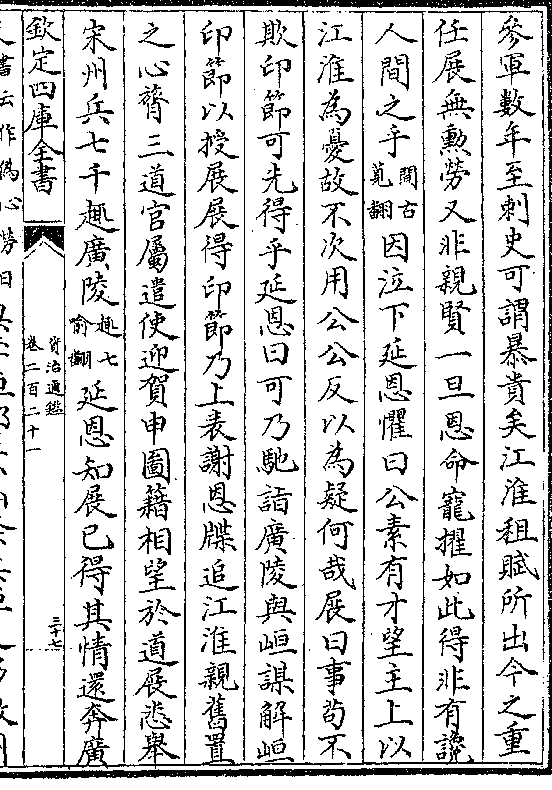 參軍數年至刺史可謂暴貴矣江淮租賦所出今之重
任展無勲勞又非親賢一旦恩命寵擢如此得非有讒
人間之乎間古莧翻因泣下延恩懼曰公素有才望主上以
江淮為憂故不次用公公反以為疑何哉展曰事苟不
欺印節可先得乎延恩曰可乃馳詣廣陵與峘謀解峘
印節以授展展得印節乃上表謝恩牒追江淮親舊置
之心膂三道官屬遣使迎賀申圖籍相望於道展悉舉
宋州兵七千趣廣陵趣七喻翻延恩知展已得其情還奔廣
欽定四庫全書
資治通鑑
卷二百二十一
三十七